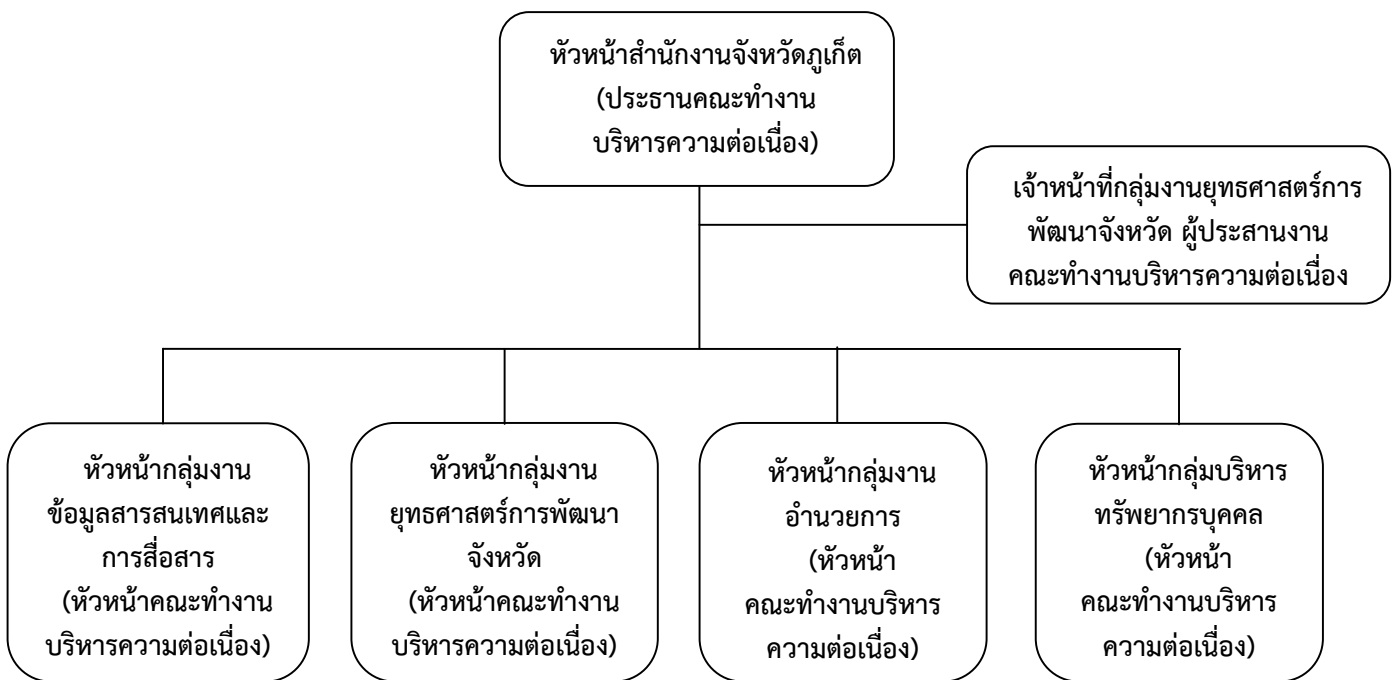 หัวหน้าสำนักงานจังหวัดภูเก็ต
(ประธานคณะทำงาน
บริหารความต่อเนื่อง)
เจ้าหน้าที่กลุ่มงานยุทธศาสตร์การ
พัฒนาจังหวัด ผู้ประสานงาน
คณะทำงานบริหารความต่อเนื่อง
หัวหน้ากลุ่มงาน
ข้อมูลสารสนเทศและ
การสื่อสาร
(หัวหน้าคณะทำงาน
บริหารความต่อเนื่อง)
หัวหน้ากลุ่มงาน
ยุทธศาสตร์การพัฒนา
จังหวัด
(หัวหน้าคณะทำงาน
บริหารความต่อเนื่อง)
หัวหน้ากลุ่มงาน
อำนวยการ
(หัวหน้า
คณะทำงานบริหาร
ความต่อเนื่อง)
หัวหน้ากลุ่มบริหาร
ทรัพยากรบุคคล
(หัวหน้า
คณะทำงานบริหาร
ความต่อเนื่อง)